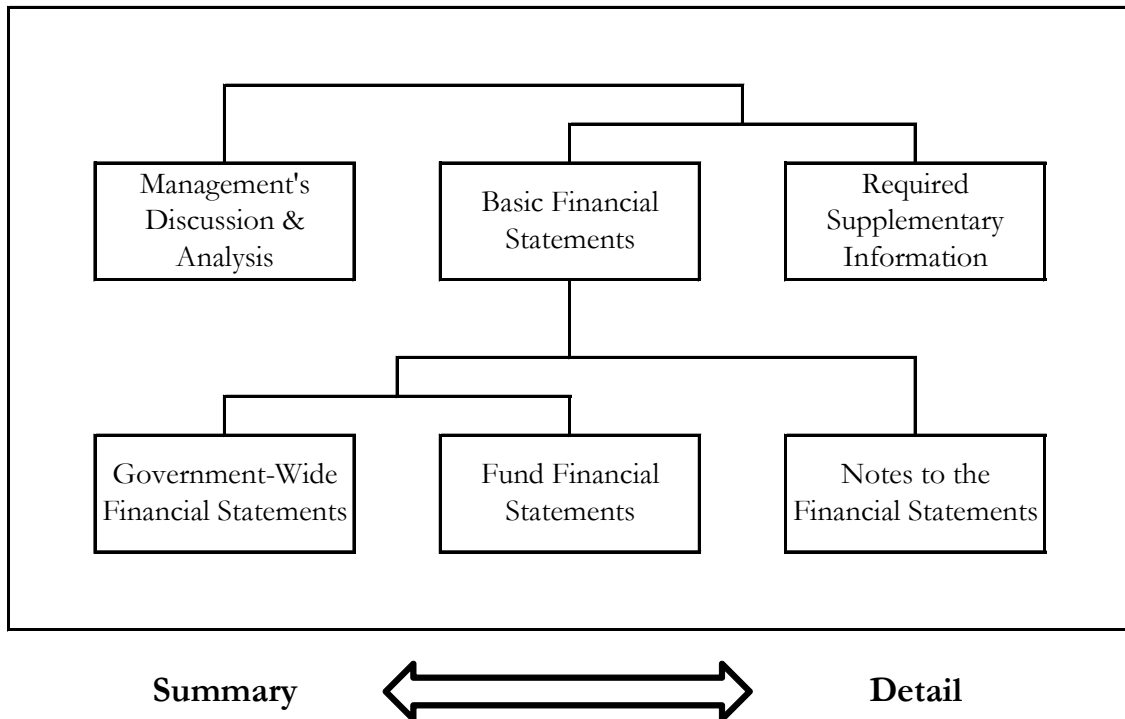 Management's
Discussion &
Analysis
Basic Financial
Statements
Required
Supplementary
Information
Government-Wide
Financial Statements
Fund Financial
Statements
Notes to the
Financial Statements
Summary
Detail